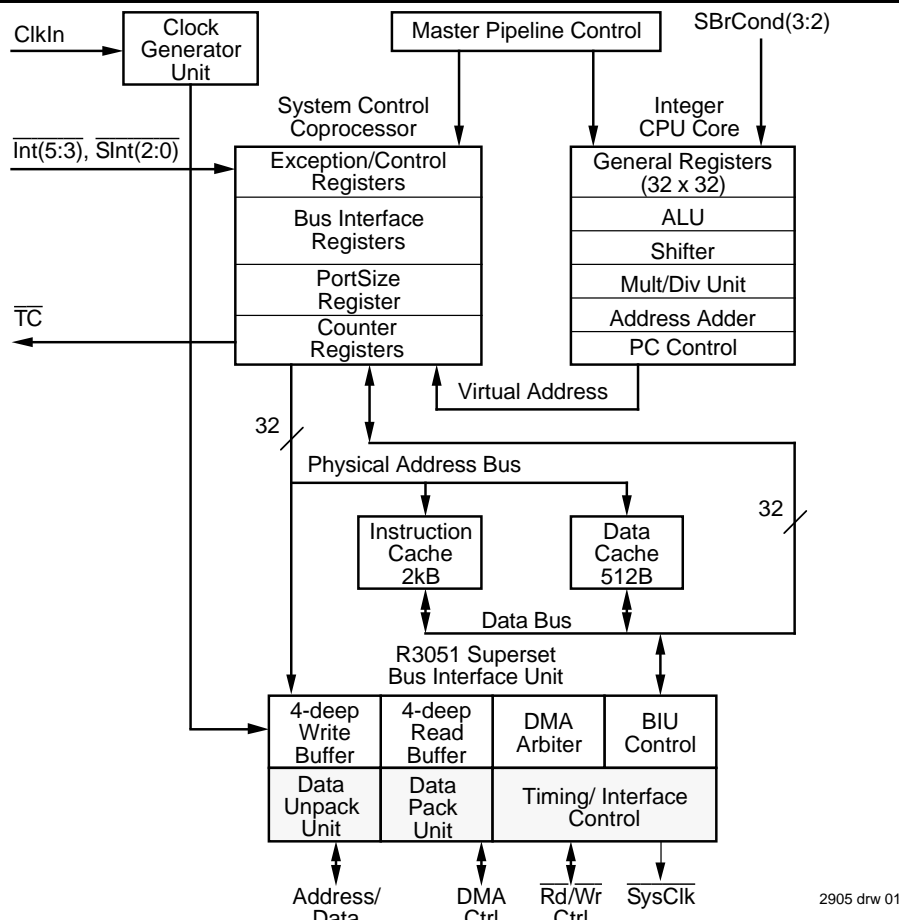 ClkIn
Clock
Generator
Unit
Master Pipeline Control
SBrCond(3:2)
System Control
Coprocessor
Integer
CPU Core
Int(5:3), SInt(2:0)
Exception/Control
Registers
Bus Interface
Registers
PortSize
Register
Counter
Registers
General Registers
(32 x 32)
ALU
Shifter
Mult/Div Unit
Address Adder
PC Control
TC
Virtual Address
32
Physical Address Bus
32
Instruction
Cache
2kB
Data
Cache
512B
Data Bus
R3051 Superset
Bus Interface Unit
4-deep
Write
Buffer
4-deep
Read
Buffer
DMA
Arbiter
BIU
Control
Data
Unpack
Unit
Data
Pack
Unit
Timing/ Interface
Control
Address/
Data
DMA
Ctrl
Rd/Wr
Ctrl
SysClk
2905 drw 01